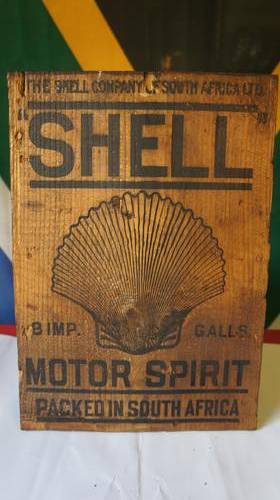 THE SHELL COMPANY OF SOUTH AFRICA LTD.
"SHELL"
8 IMP. GALLS.
MOTOR SPIRIT
PACKED IN SOUTH AFRICA